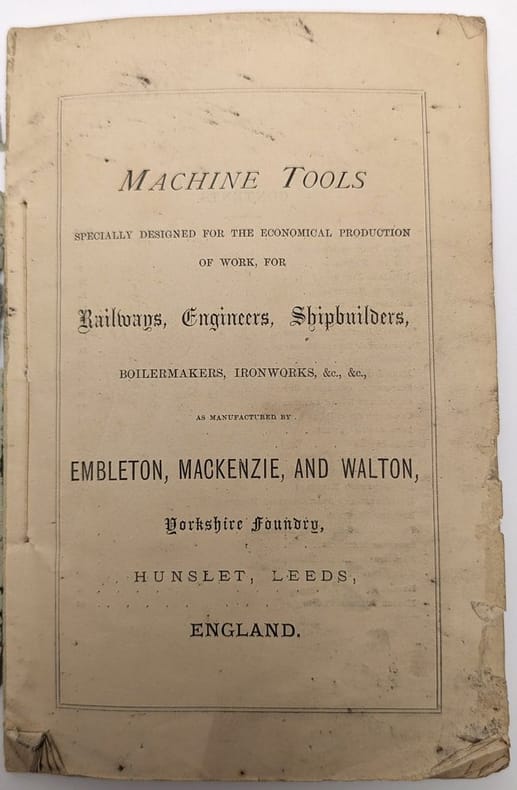 MACHINE TOOLS
SPECIALLY DESIGNED FOR THE ECONOMICAL PRODUCTION
OF WORK, FOR
Railways, Engineers, Shipbuilders,
BOILERMAKERS, IRONWORKS, &c., &c.,
AS MANUFACTURED BY
EMBLETON, MACKENZIE, AND WALTON,
Yorkshire Foundry,
HUNSLET, LEEDS,
ENGLAND.